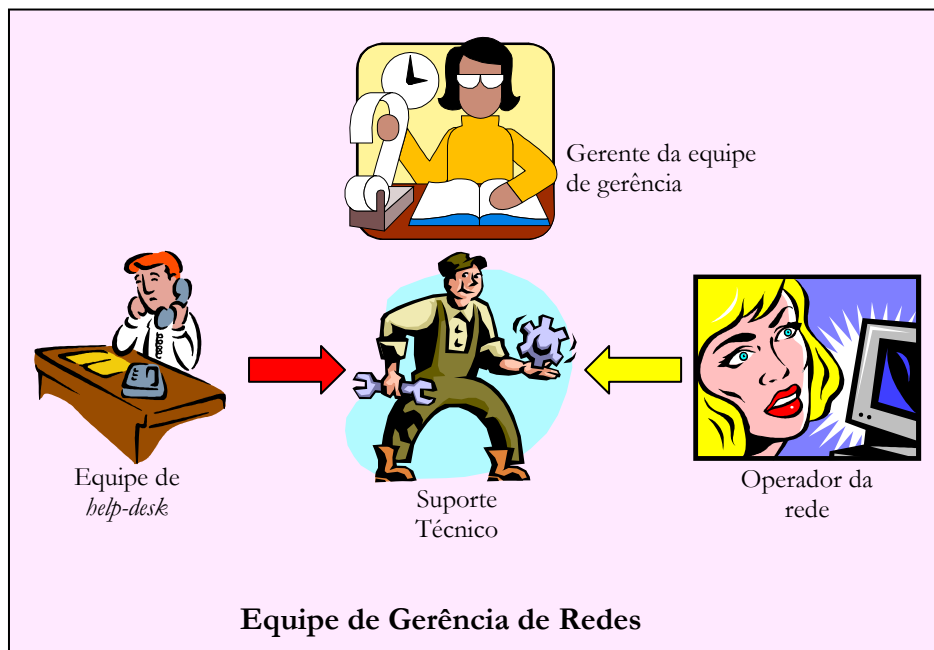 Gerente da equipe
de gerência
Equipe de
help-desk
Suporte
Técnico
Operador da
rede
Equipe de Gerência de Redes